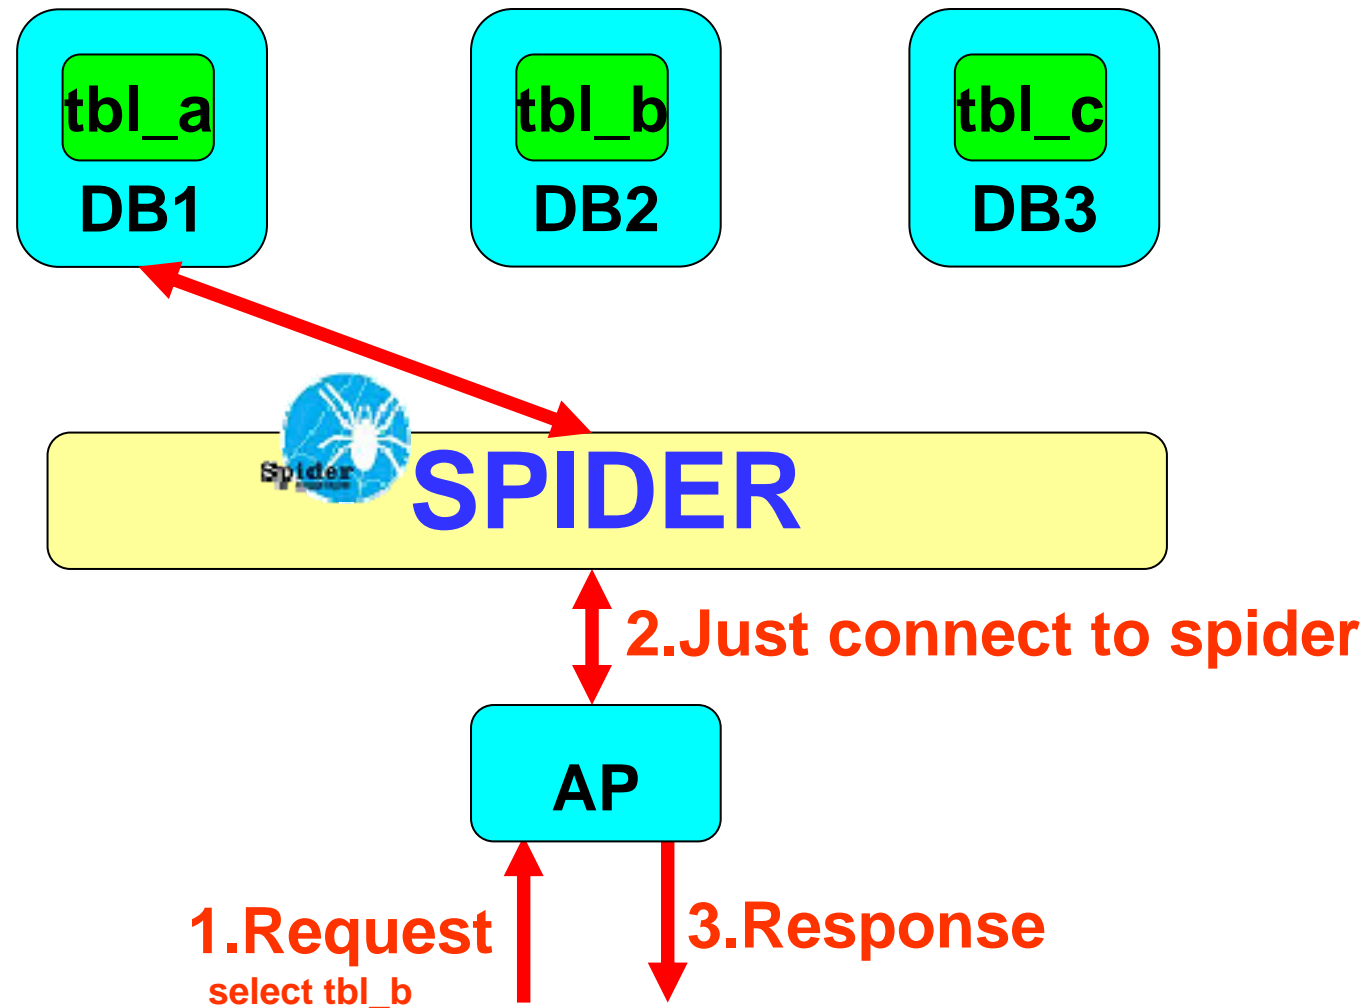 tbl_a
tbl_b
tbl_c
DB1
DB2
DB3
Spider
SPIDER
2.Just connect to spider
AP
1.Request
select tbl_b
3.Response